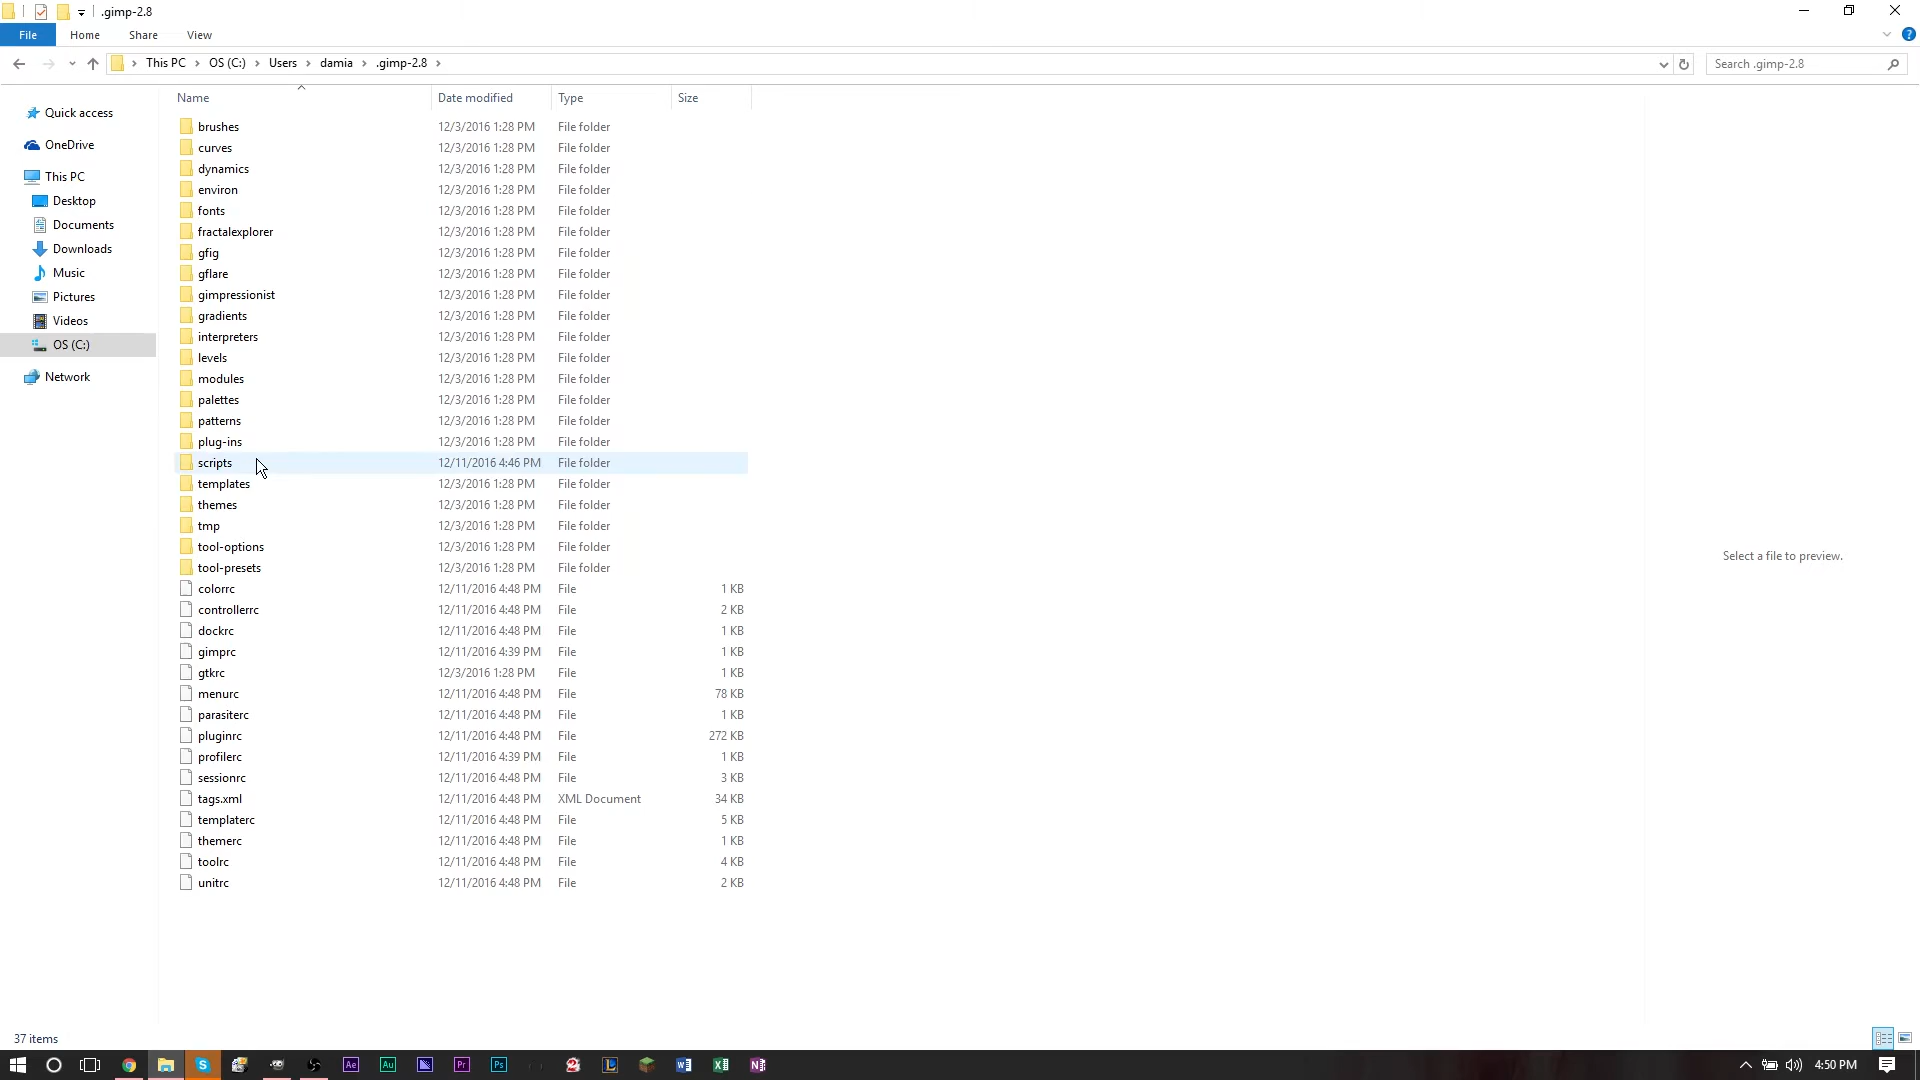 .gimp-2.8
File Home Share View
This PC OS (C:) Users damia .gimp-2.8 Search .gimp-2.8
Name Date modified Type Size
Quick access
OneDrive
This PC
Desktop
Documents
Downloads
Music
Pictures
Videos
OS (C:)
Network
brushes 12/3/2016 1:28 PM File folder
curves 12/3/2016 1:28 PM File folder
dynamics 12/3/2016 1:28 PM File folder
environ 12/3/2016 1:28 PM File folder
fonts 12/3/2016 1:28 PM File folder
fractalexplorer 12/3/2016 1:28 PM File folder
gfig 12/3/2016 1:28 PM File folder
gflare 12/3/2016 1:28 PM File folder
gimpressionist 12/3/2016 1:28 PM File folder
gradients 12/3/2016 1:28 PM File folder
interpreters 12/3/2016 1:28 PM File folder
levels 12/3/2016 1:28 PM File folder
modules 12/3/2016 1:28 PM File folder
palettes 12/3/2016 1:28 PM File folder
patterns 12/3/2016 1:28 PM File folder
plug-ins 12/3/2016 1:28 PM File folder
scripts 12/11/2016 4:46 PM File folder
templates 12/3/2016 1:28 PM File folder
themes 12/3/2016 1:28 PM File folder
tmp 12/3/2016 1:28 PM File folder
tool-options 12/3/2016 1:28 PM File folder
tool-presets 12/3/2016 1:28 PM File folder
colorrc 12/11/2016 4:48 PM File 1 KB
controllerrc 12/11/2016 4:48 PM File 2 KB
dockrc 12/11/2016 4:48 PM File 1 KB
gimprc 12/11/2016 4:39 PM File 1 KB
gtkrc 12/3/2016 1:28 PM File 1 KB
menurc 12/11/2016 4:48 PM File 78 KB
parasiterc 12/11/2016 4:48 PM File 1 KB
pluginrc 12/11/2016 4:48 PM File 272 KB
profilerc 12/11/2016 4:39 PM File 1 KB
sessionrc 12/11/2016 4:48 PM File 3 KB
tags.xml 12/11/2016 4:48 PM XML Document 34 KB
templaterc 12/11/2016 4:48 PM File 5 KB
themerc 12/11/2016 4:48 PM File 1 KB
toolrc 12/11/2016 4:48 PM File 4 KB
unitrc 12/11/2016 4:48 PM File 2 KB
Select a file to preview.
37 items
Ae Au Pr Ps 4:50 PM